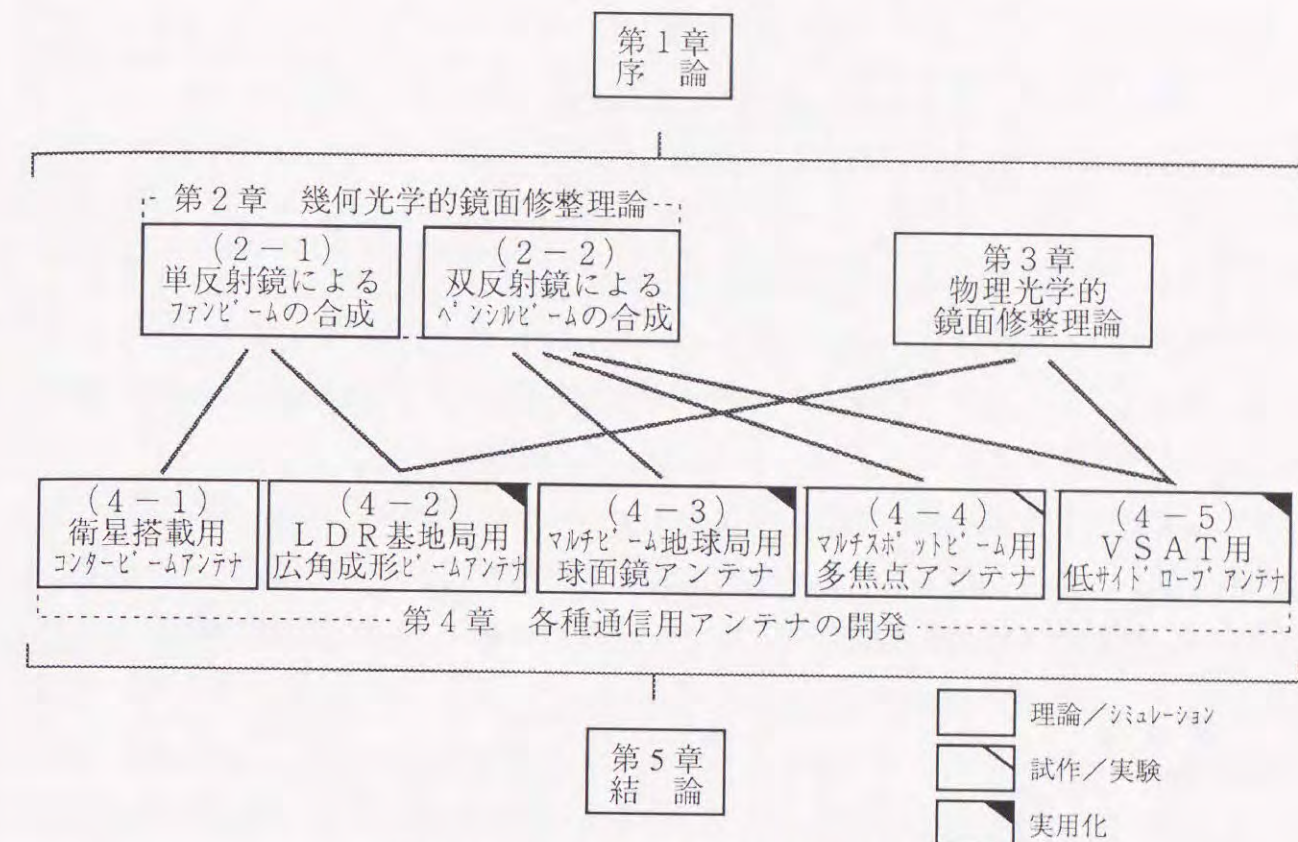 第１章
序　論
第２章　幾何光学的鏡面修整理論
（２－１）
単反射鏡による
ﾌｧﾝﾋﾞｰﾑの合成
（２－２）
双反射鏡による
ﾍﾟﾝｼﾙﾋﾞｰﾑの合成
第３章
物理光学的
鏡面修整理論
（４－１）
衛星搭載用
ｺﾝﾀｰﾋﾞｰﾑｱﾝﾃﾅ
（４－２）
ＬＤＲ基地局用
広角成形ﾋﾞｰﾑｱﾝﾃﾅ
（４－３）
ﾏﾙﾁﾋﾞｰﾑ地球局用
球面鏡アンテナ
（４－４）
ﾏﾙﾁｽﾎﾟｯﾄﾋﾞｰﾑ用
多焦点アンテナ
（４－５）
ＶＳＡＴ用
低ｻｲﾄﾞﾛｰﾌﾞｱﾝﾃﾅ
第４章　各種通信用アンテナの開発
第５章
結　論
理論／ｼﾐｭﾚｰｼｮﾝ
試作／実験
実用化